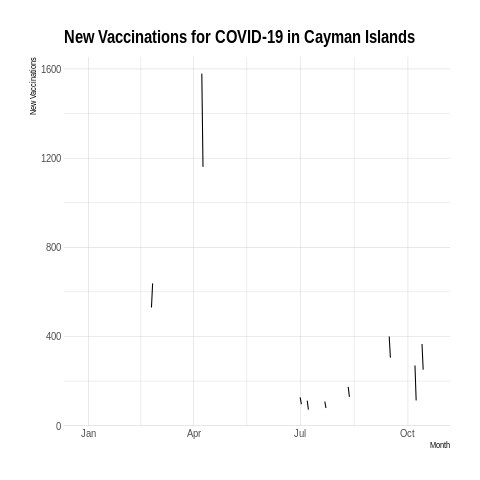 New Vaccinations for COVID-19 in Cayman Islands
New Vaccinations
1600
1200
800
400
0
Jan Apr Jul Oct
Month